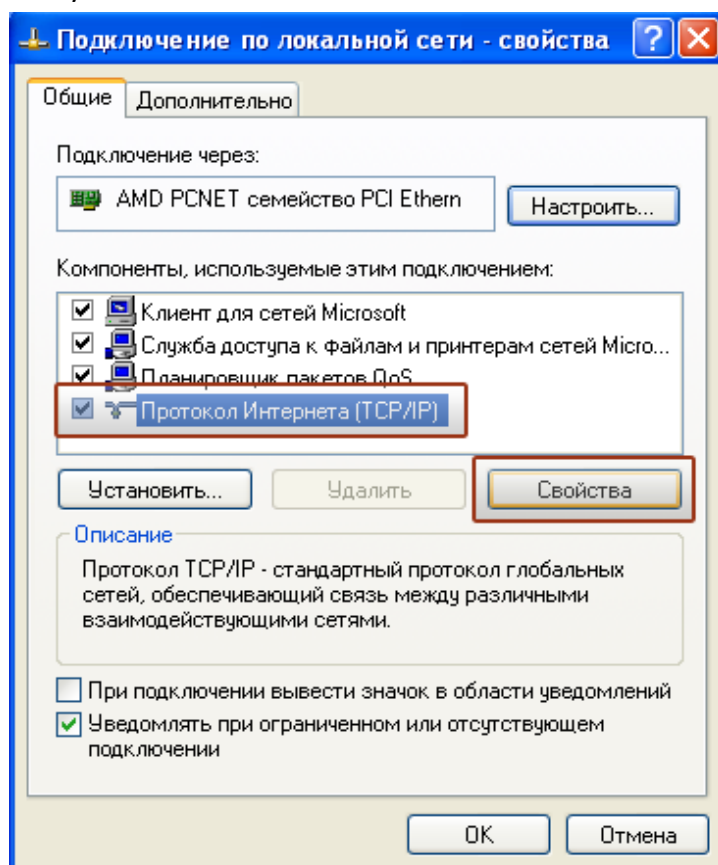 Подключение по локальной сети - свойства
Общие
Дополнительно
Подключение через:
AMD PCNET семейство PCI Ethern
Настроить...
Компоненты, используемые этим подключением:
Клиент для сетей Microsoft
Служба доступа к файлам и принтерам сетей Micro...
Планировщик пакетов QoS
Протокол Интернета (TCP/IP)
Установить...
Удалить
Свойства
Описание
Протокол TCP/IP - стандартный протокол глобальных
сетей, обеспечивающий связь между различными
взаимодействующими сетями.
При подключении вывести значок в области уведомлений
Уведомлять при ограниченном или отсутствующем
подключении
OK
Отмена